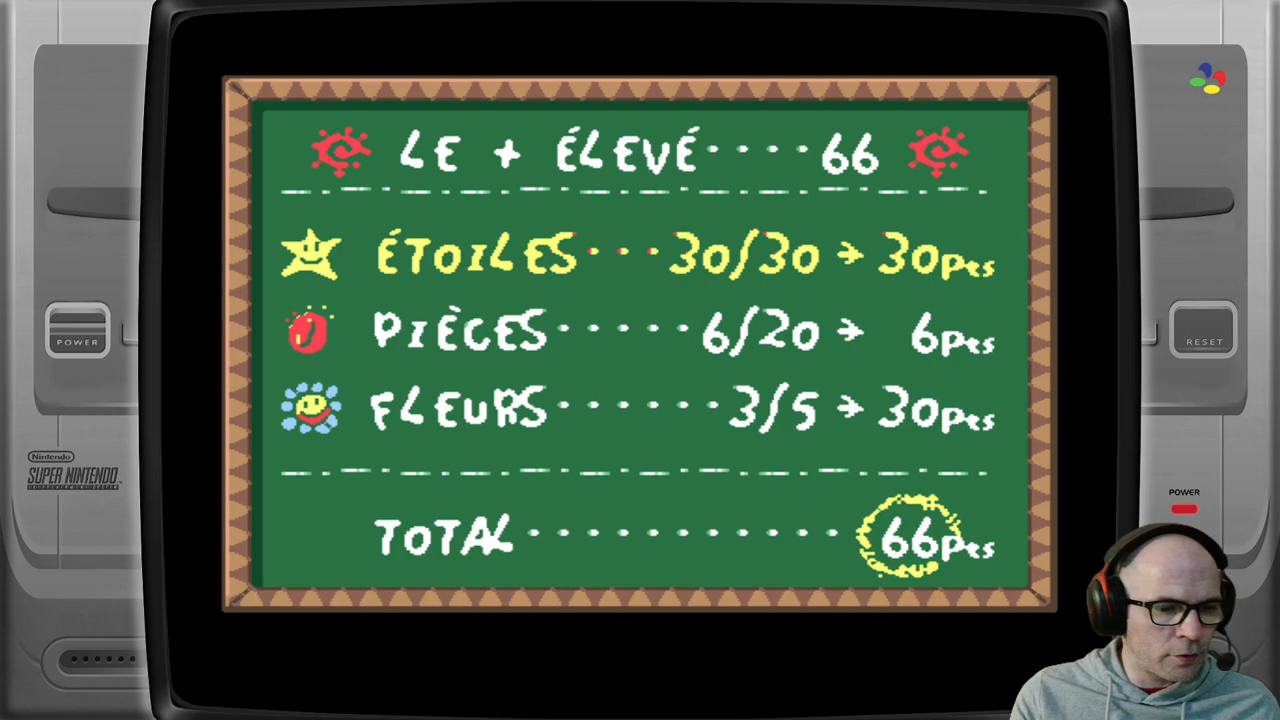 LE + ÉLEVÉ····66
ÉTOILES···30/30→30Pts
PIÈCES·····6/20→ 6Pts
FLEURS······3/5→30Pts
TOTAL···········66Pts
POWER
RESET
Nintendo
SUPER NINTENDO
POWER